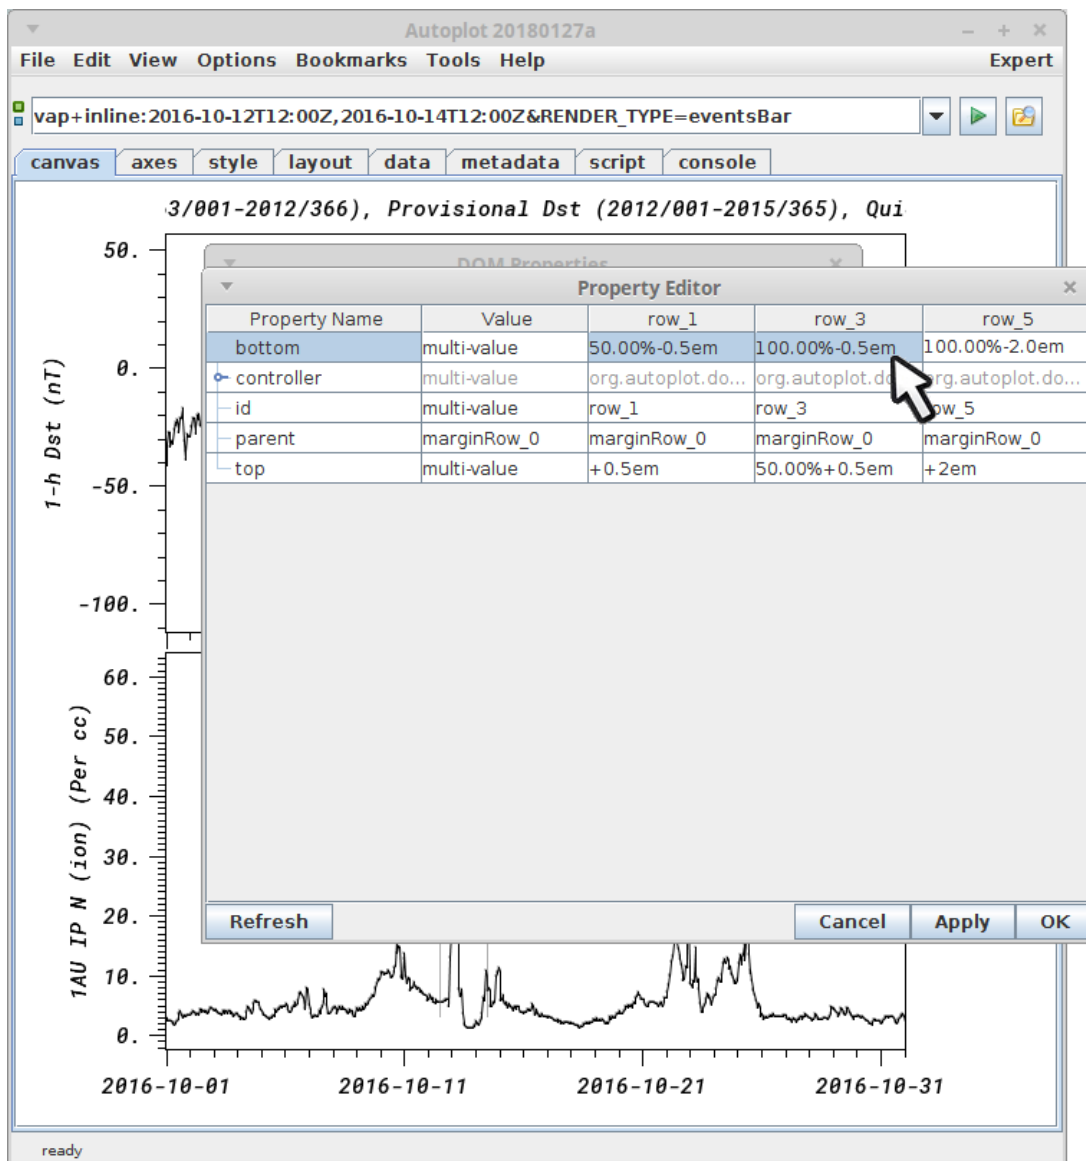 Autoplot 20180127a
File Edit View Options Bookmarks Tools Help Expert
vap+inline:2016-10-12T12:00Z,2016-10-14T12:00Z&RENDER_TYPE=eventsBar
canvas axes style layout data metadata script console
3/001-2012/366), Provisional Dst (2012/001-2015/365), Qui
DOM Properties
Property Editor
Property Name Value row_1 row_3 row_5
bottom multi-value 50.00%-0.5em 100.00%-0.5em 100.00%-2.0em
controller multi-value org.autoplot.do... org.autoplot.do org.autoplot.do...
id multi-value row_1 row_3 row_5
parent multi-value marginRow_0 marginRow_0 marginRow_0
top multi-value +0.5em 50.00%+0.5em +2em
Refresh Cancel Apply OK
1-h Dst (nT)
50.
0.
-50.
-100.
1AU IP N (ion) (Per cc)
60.
50.
40.
30.
20.
10.
0.
2016-10-01 2016-10-11 2016-10-21 2016-10-31
ready